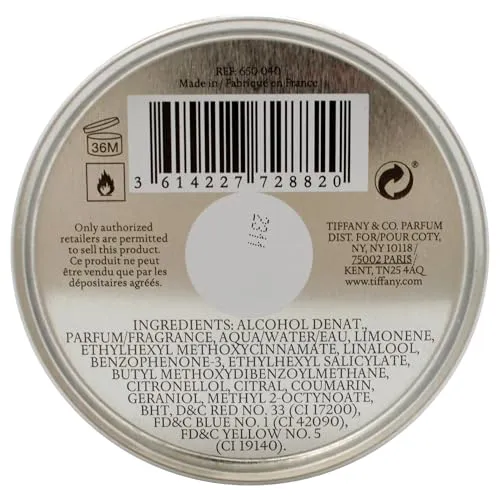 REF: 650 040
Made in / Fabriqué en France
36M
3 614227 728820
Only authorized
retailers are permitted
to sell this product.
Ce produit ne peut
être vendu que par les
dépositaires agréés.
TIFFANY & CO. PARFUM
DIST. FOR/POUR COTY,
NY, NY 10118 /
75002 PARIS /
KENT, TN25 4AQ
www.tiffany.com
INGREDIENTS: ALCOHOL DENAT.,
PARFUM/FRAGRANCE, AQUA/WATER/EAU, LIMONENE,
ETHYLHEXYL METHOXYCINNAMATE, LINALOOL,
BENZOPHENONE-3, ETHYLHEXYL SALICYLATE,
BUTYL METHOXYDIBENZOYLMETHANE,
CITRONELLOL, CITRAL, COUMARIN,
GERANIOL, METHYL 2-OCTYNOATE,
BHT, D&C RED NO. 33 (CI 17200),
FD&C BLUE NO. 1 (CI 42090),
FD&C YELLOW NO. 5
(CI 19140).